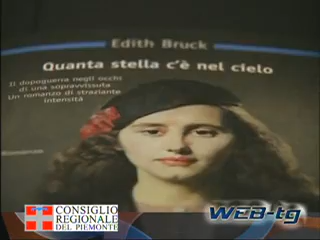 Edith Bruck
Quanta stella c'è nel cielo
Il dopoguerra negli occhi
di una sopravvissuta
Un romanzo di straziante
intensità
CONSIGLIO
REGIONALE
DEL PIEMONTE
WEB-tg